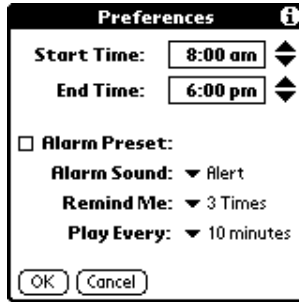 Preferences i
Start Time: 8:00 am
End Time: 6:00 pm
Alarm Preset:
Alarm Sound: Alert
Remind Me: 3 Times
Play Every: 10 minutes
OK Cancel